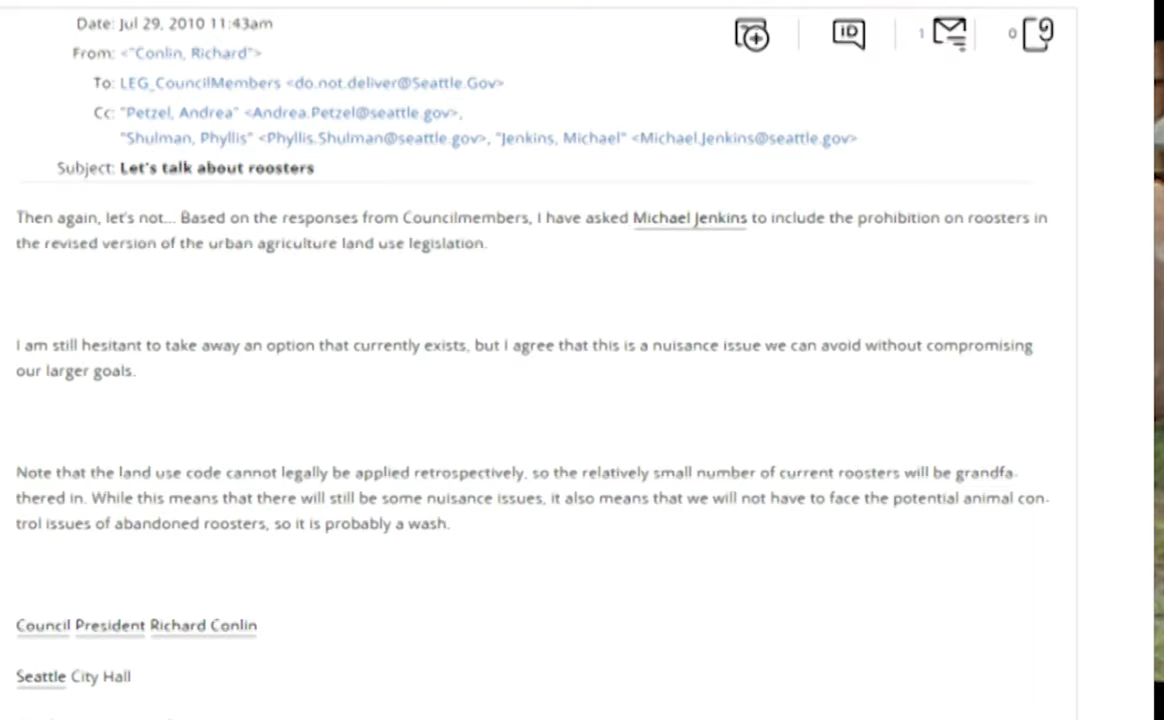 Date: Jul 29, 2010 11:43am
From: <"Conlin, Richard">
To: LEG_CouncilMembers <do.not.deliver@Seattle.Gov>
Cc: "Petzel, Andrea" <Andrea.Petzel@seattle.gov>,
"Shulman, Phyllis" <Phyllis.Shulman@seattle.gov>, "Jenkins, Michael" <Michael.Jenkins@seattle.gov>
Subject: Let's talk about roosters
iD
1
0
Then again, let's not... Based on the responses from Councilmembers, I have asked Michael Jenkins to include the prohibition on roosters in
the revised version of the urban agriculture land use legislation.
I am still hesitant to take away an option that currently exists, but I agree that this is a nuisance issue we can avoid without compromising
our larger goals.
Note that the land use code cannot legally be applied retrospectively, so the relatively small number of current roosters will be grandfa-
thered in. While this means that there will still be some nuisance issues, it also means that we will not have to face the potential animal con-
trol issues of abandoned roosters, so it is probably a wash.
Council President Richard Conlin
Seattle City Hall